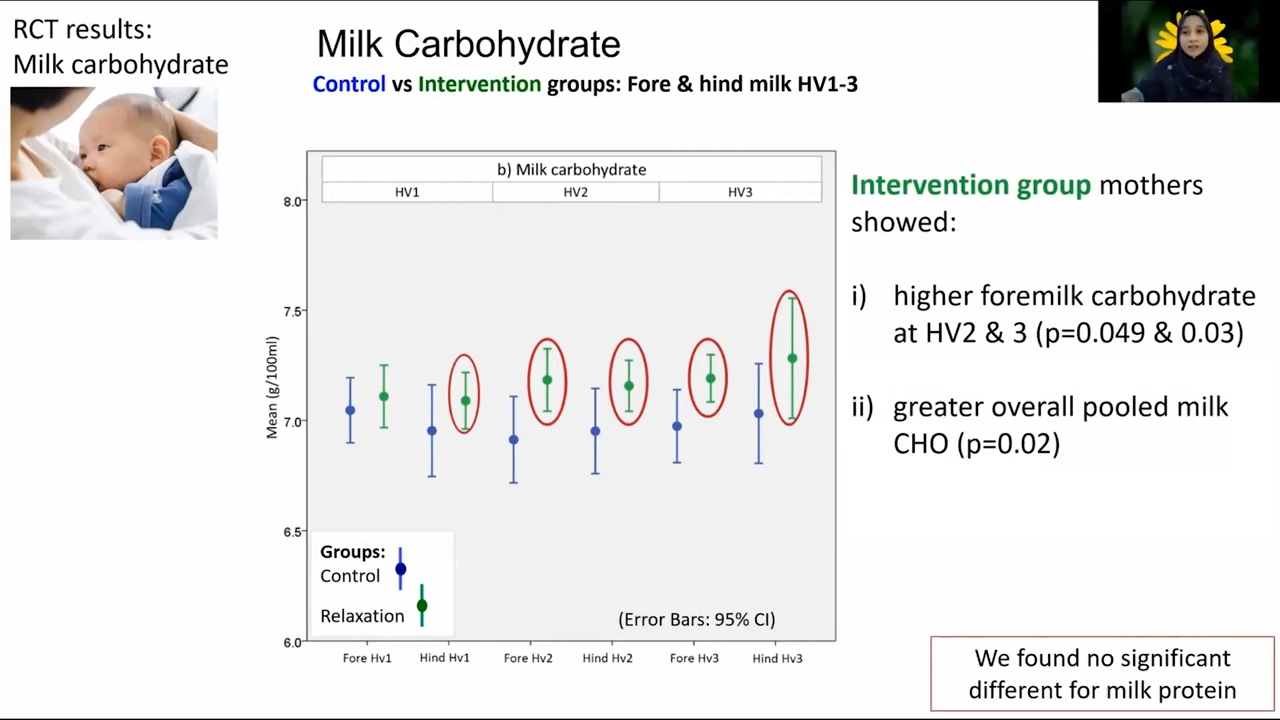 RCT results:
Milk carbohydrate
Milk Carbohydrate
Control vs Intervention groups: Fore & hind milk HV1-3
b) Milk carbohydrate
HV1 HV2 HV3
8.0
7.5
7.0
6.5
6.0
Mean (g/100ml)
Groups:
Control
Relaxation
(Error Bars: 95% CI)
Fore Hv1 Hind Hv1 Fore Hv2 Hind Hv2 Fore Hv3 Hind Hv3
Intervention group mothers
showed:
i) higher foremilk carbohydrate
at HV2 & 3 (p=0.049 & 0.03)
ii) greater overall pooled milk
CHO (p=0.02)
We found no significant
different for milk protein